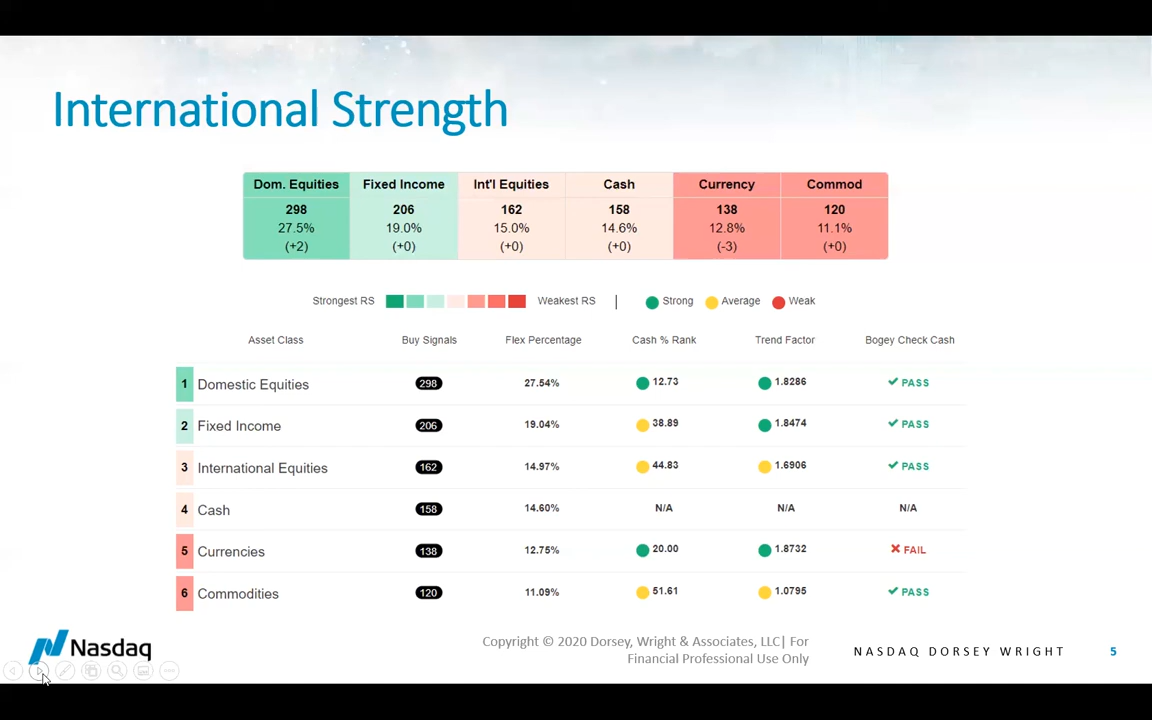 International Strength
Dom. Equities Fixed Income Int'l Equities Cash Currency Commod
298 206 162 158 138 120
27.5% 19.0% 15.0% 14.6% 12.8% 11.1%
(+2) (+0) (+0) (+0) (-3) (+0)
Strongest RS Weakest RS | Strong Average Weak
Asset Class Buy Signals Flex Percentage Cash % Rank Trend Factor Bogey Check Cash
1 Domestic Equities 298 27.54% 12.73 1.8286 PASS
2 Fixed Income 206 19.04% 38.89 1.8474 PASS
3 International Equities 162 14.97% 44.83 1.6906 PASS
4 Cash 158 14.60% N/A N/A N/A
5 Currencies 138 12.75% 20.00 1.8732 FAIL
6 Commodities 120 11.09% 51.61 1.0795 PASS
Nasdaq
Copyright © 2020 Dorsey, Wright & Associates, LLC| For
Financial Professional Use Only
NASDAQ DORSEY WRIGHT 5